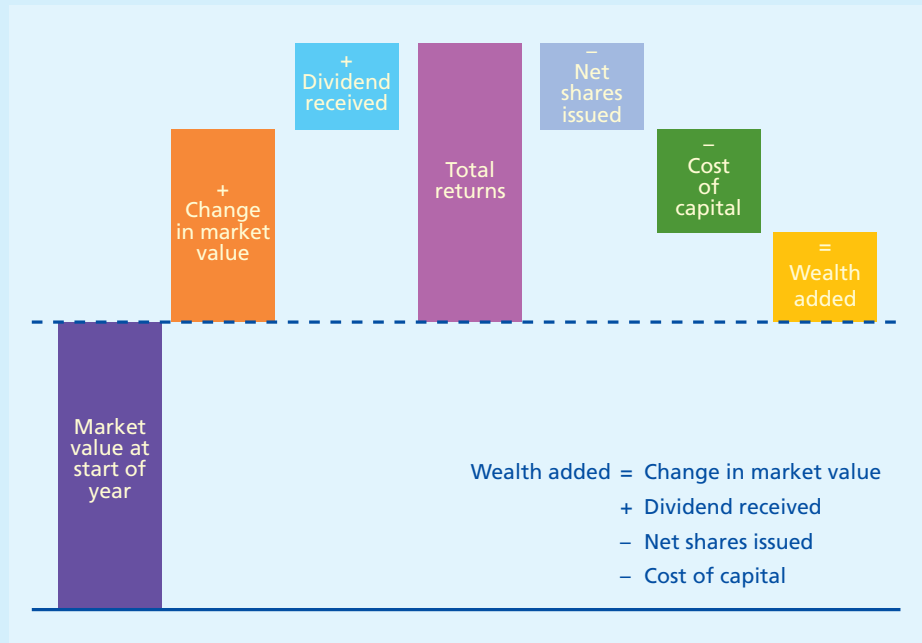 +
Dividend
received
–
Net
shares
issued
+
Change
in market
value
Total
returns
–
Cost
of
capital
=
Wealth
added
Market
value at
start of
year
Wealth added = Change in market value
+ Dividend received
– Net shares issued
– Cost of capital